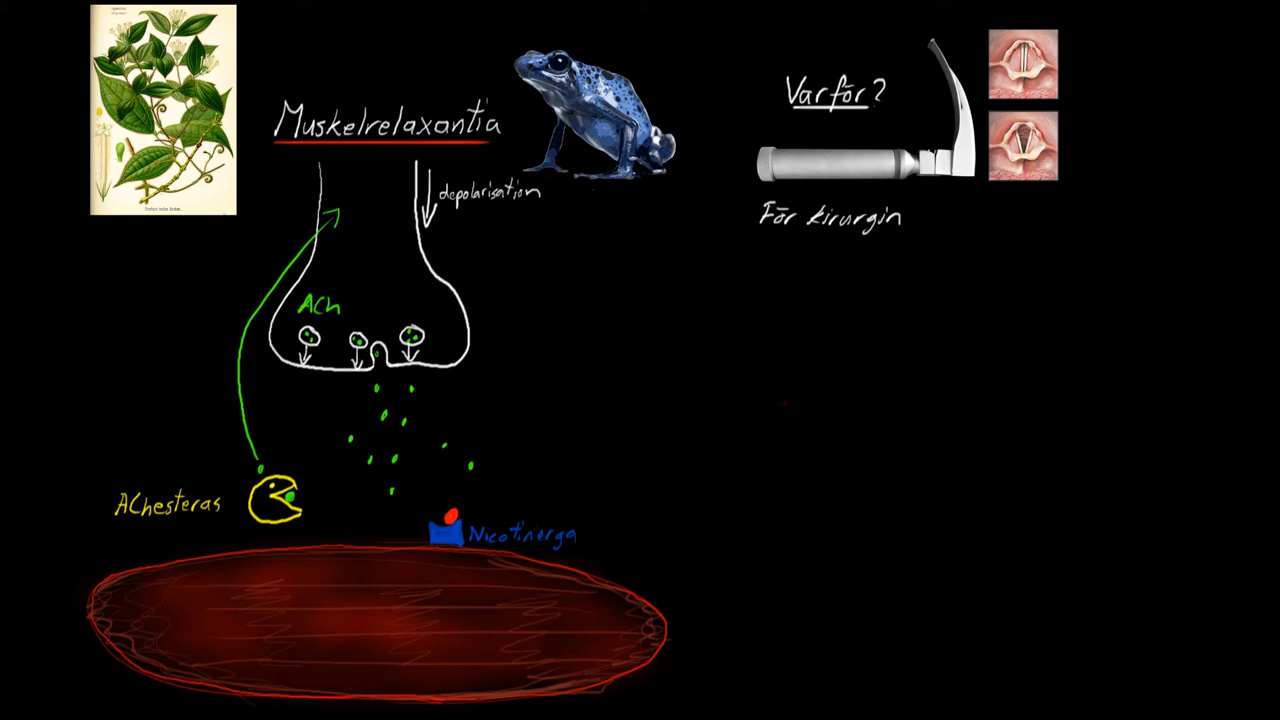 Muskelrelaxantia
depolarisation
ACh
AChesteras
Nicotinerga
Varför?
För kirurgin